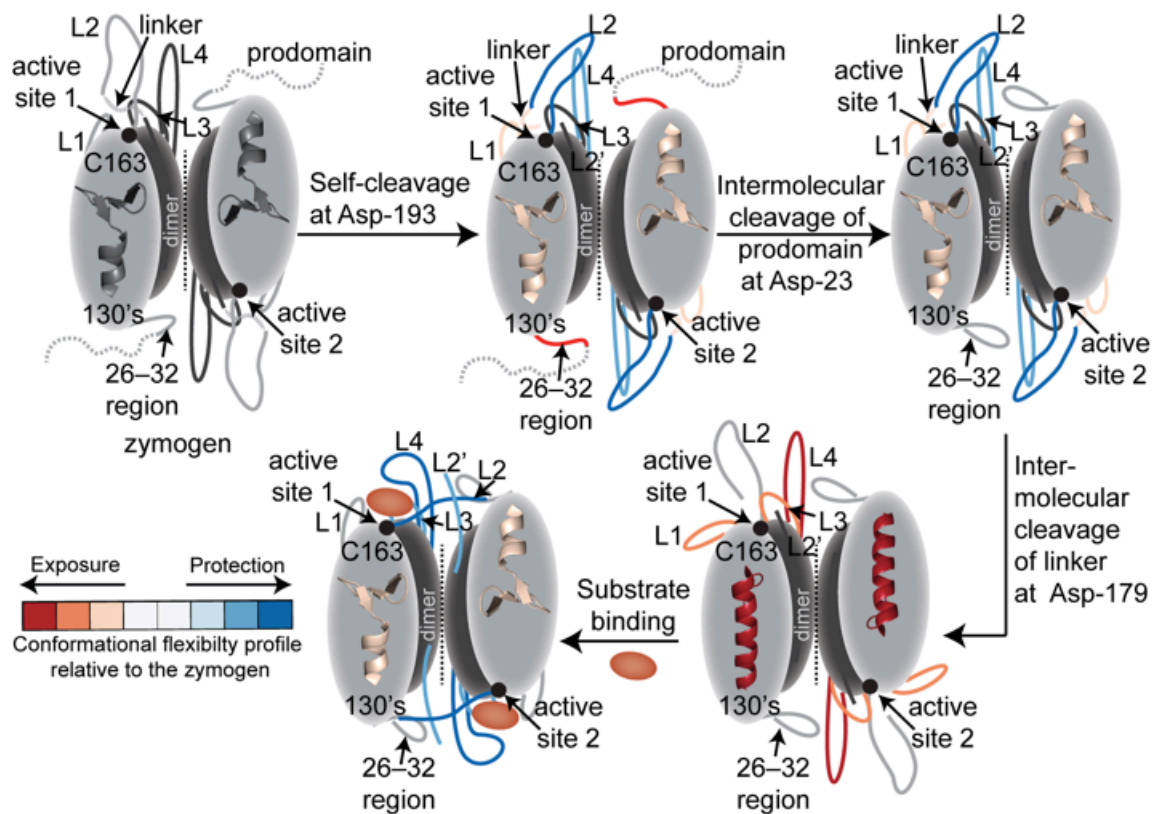 L2
linker
L4
prodomain
active
site 1
L3
L1
C163
dimer
130's
active
site 2
26–32
region
zymogen
Self-cleavage
at Asp-193
linker
L2
prodomain
active
site 1
L4
L3
L1
L2'
C163
dimer
130's
active
site 2
26–32
region
Intermolecular
cleavage of
prodomain
at Asp-23
linker
L2
active
site 1
L4
L3
L1
L2'
C163
dimer
130's
active
site 2
26–32
region
Inter-
molecular
cleavage
of linker
at Asp-179
L2
L4
active
site 1
L3
L1
L2'
C163
dimer
130's
active
site 2
26–32
region
Substrate
binding
L4
L2'
L2
active
site 1
L1
L3
C163
dimer
130's
active
site 2
26–32
region
Exposure
Protection
Conformational flexibilty profile
relative to the zymogen